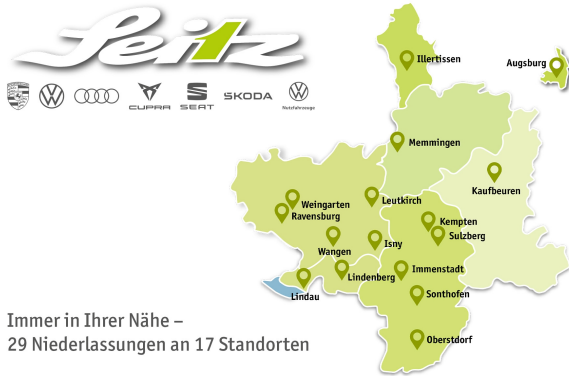 Seitz
CUPRA
SEAT
SKODA
Nutzfahrzeuge
Illertissen
Augsburg
Memmingen
Kaufbeuren
Leutkirch
Weingarten
Ravensburg
Kempten
Sulzberg
Wangen
Isny
Lindenberg
Immenstadt
Lindau
Sonthofen
Oberstdorf
Immer in Ihrer Nähe –
29 Niederlassungen an 17 Standorten